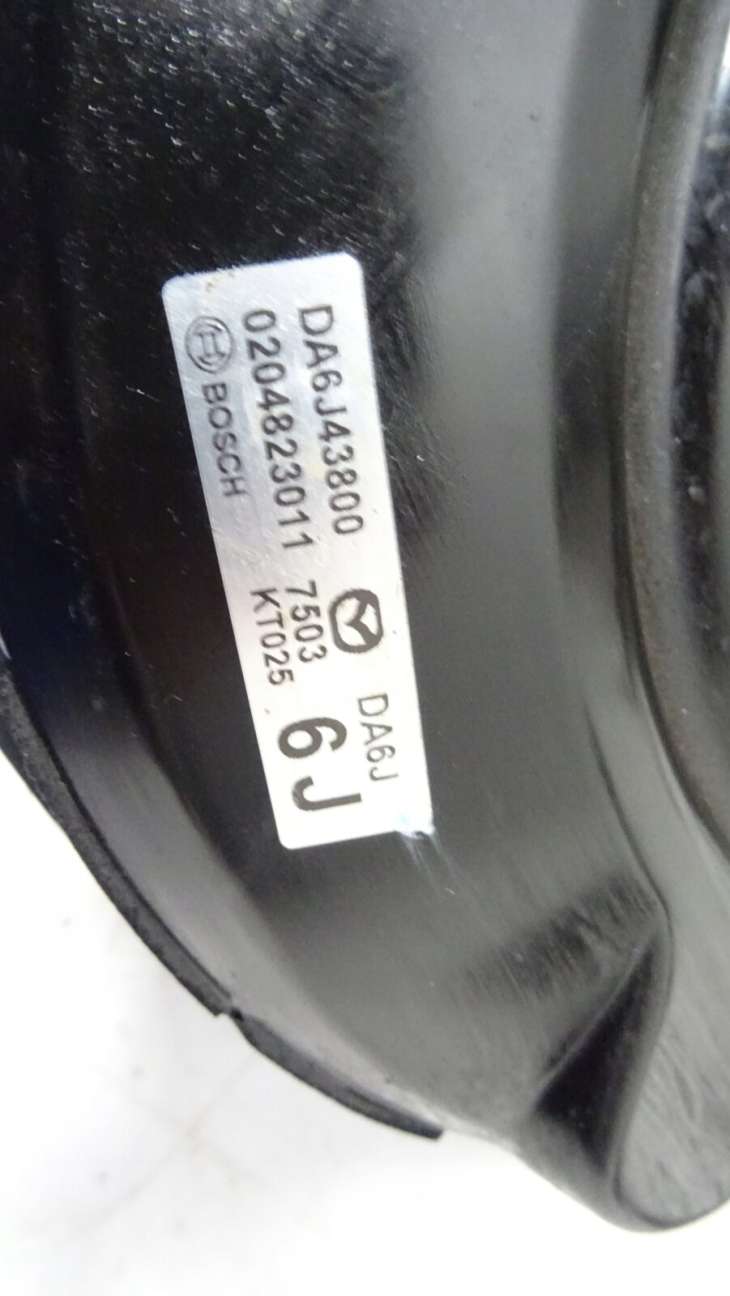 DA6J43800
DA6J
0204823011 7503
6J
BOSCH KT025